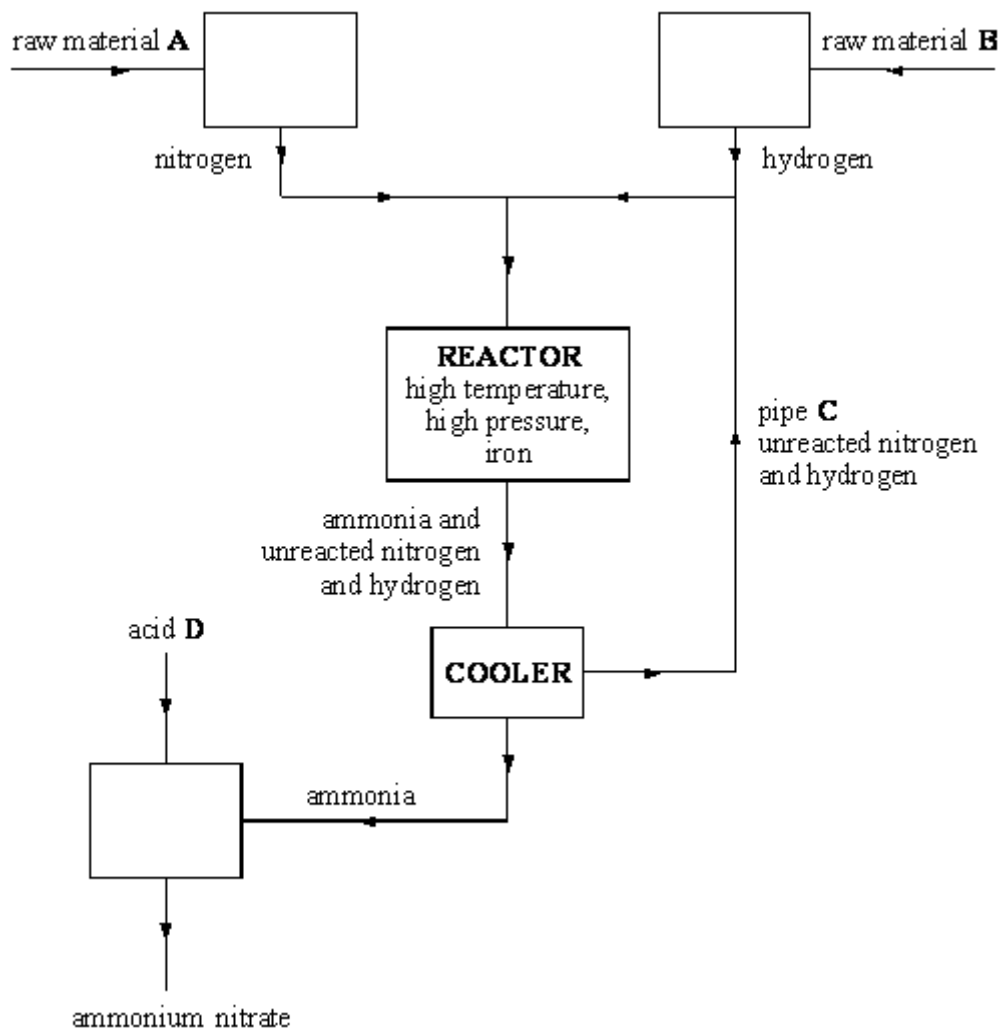 raw material A
raw material B
nitrogen
hydrogen
REACTOR
high temperature,
high pressure,
iron
pipe C
unreacted nitrogen
and hydrogen
ammonia and
unreacted nitrogen
and hydrogen
acid D
COOLER
ammonia
ammonium nitrate